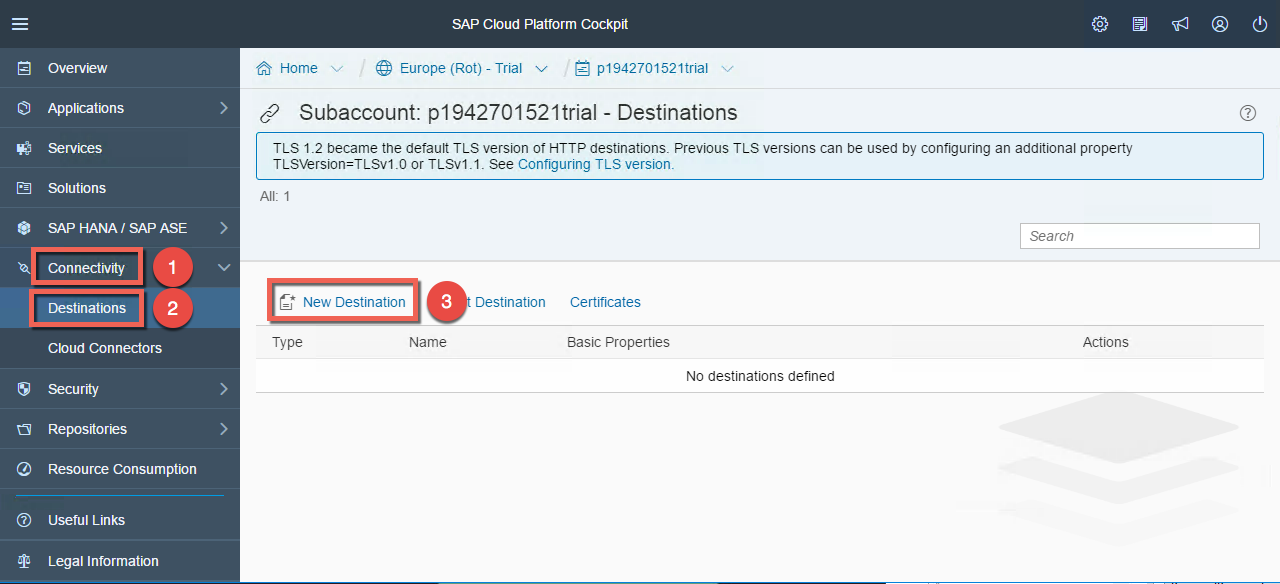 SAP Cloud Platform Cockpit
Overview
Applications
Services
Solutions
SAP HANA / SAP ASE
Connectivity 1
Destinations 2
Cloud Connectors
Security
Repositories
Resource Consumption
Useful Links
Legal Information
Home Europe (Rot) - Trial p1942701521trial
Subaccount: p1942701521trial - Destinations
TLS 1.2 became the default TLS version of HTTP destinations. Previous TLS versions can be used by configuring an additional property
TLSVersion=TLSv1.0 or TLSv1.1. See Configuring TLS version.
All: 1
Search
New Destination 3 t Destination Certificates
Type Name Basic Properties Actions
No destinations defined